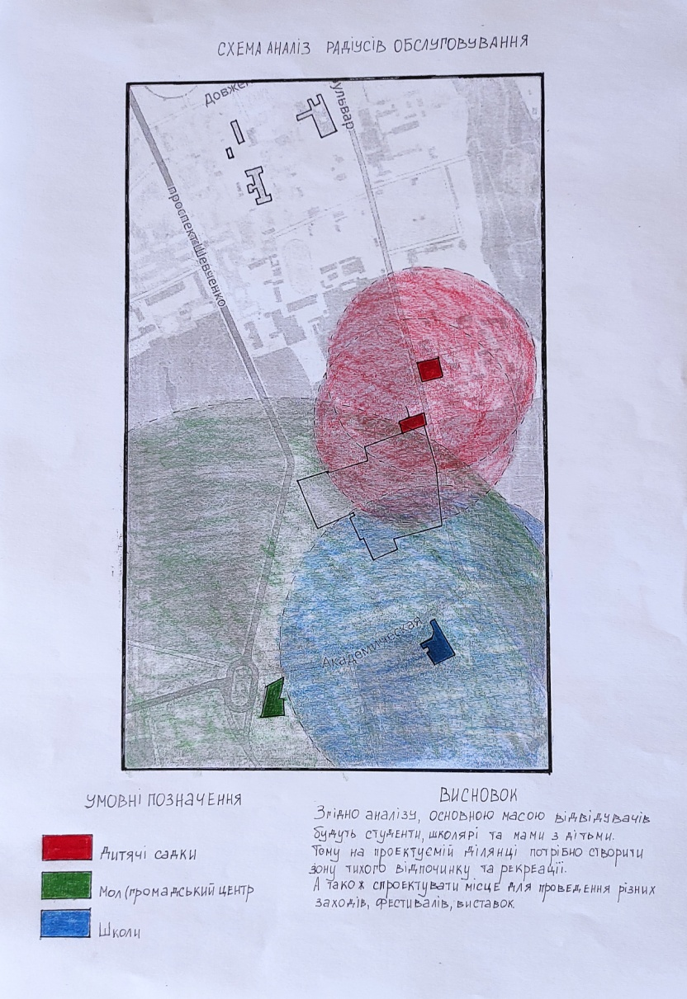 СХЕМА АНАЛІЗ РАДІУСІВ ОБСЛУГОВУВАННЯ
Довжен
ульвар
проспект Шевченко
Академическая
УМОВНІ ПОЗНАЧЕННЯ
Дитячі садки
Мол(громадський центр
Школи
ВИСНОВОК
Згідно аналізу, основною масою відвідувачів
будуть студенти, школярі та мами з дітьми.
Тому на проектусмій ділянці потрібно створити
зону тихого відпочинку та рекреації.
А також спроектувати місце для проведення різних
заходів, фестивалів, виставок.